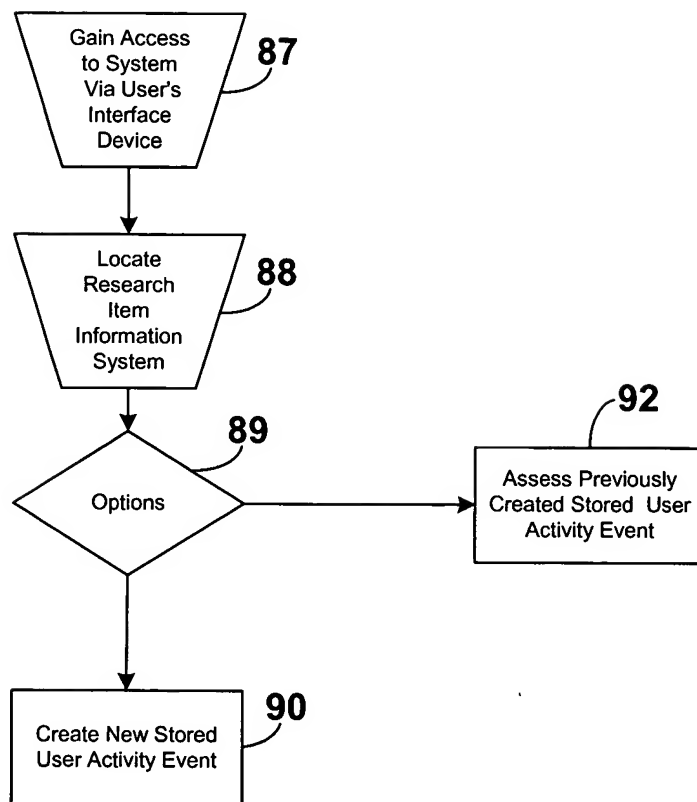 Gain Access
to System
Via User's
Interface
Device
87
Locate
Research
Item
Information
System
88
89
Options
92
Assess Previously
Created Stored User
Activity Event
90
Create New Stored
User Activity Event